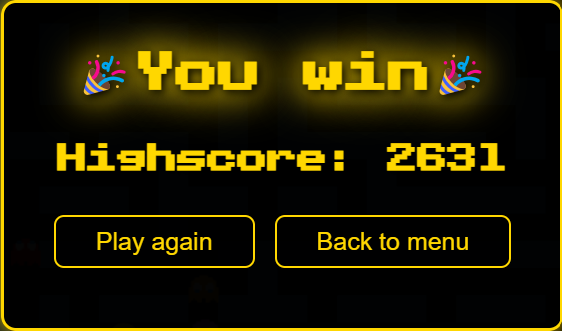 🎉You win🎉
Highscore: 2631
Play again
Back to menu